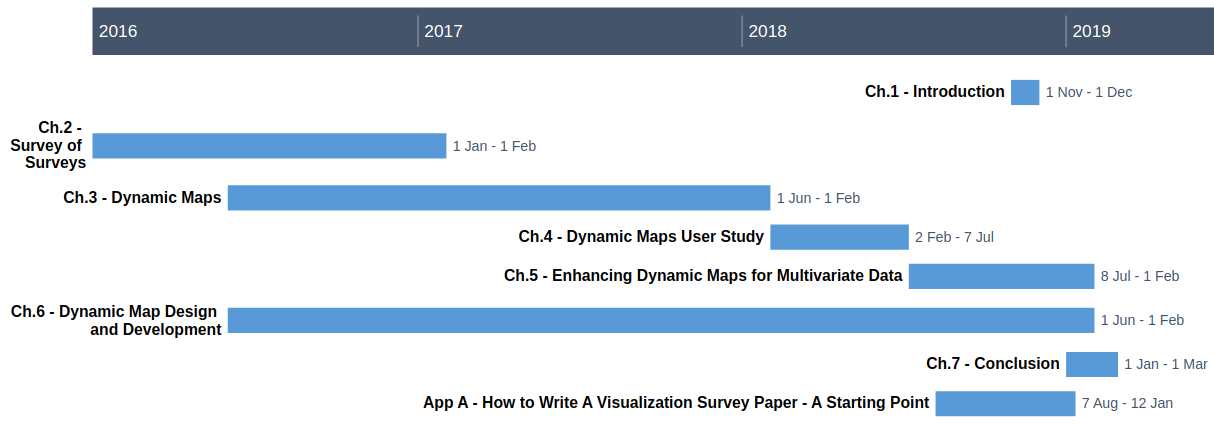 2016 2017 2018 2019
Ch.1 - Introduction 1 Nov - 1 Dec
Ch.2 -
Survey of
Surveys
1 Jan - 1 Feb
Ch.3 - Dynamic Maps 1 Jun - 1 Feb
Ch.4 - Dynamic Maps User Study 2 Feb - 7 Jul
Ch.5 - Enhancing Dynamic Maps for Multivariate Data 8 Jul - 1 Feb
Ch.6 - Dynamic Map Design
and Development
1 Jun - 1 Feb
Ch.7 - Conclusion 1 Jan - 1 Mar
App A - How to Write A Visualization Survey Paper - A Starting Point 7 Aug - 12 Jan